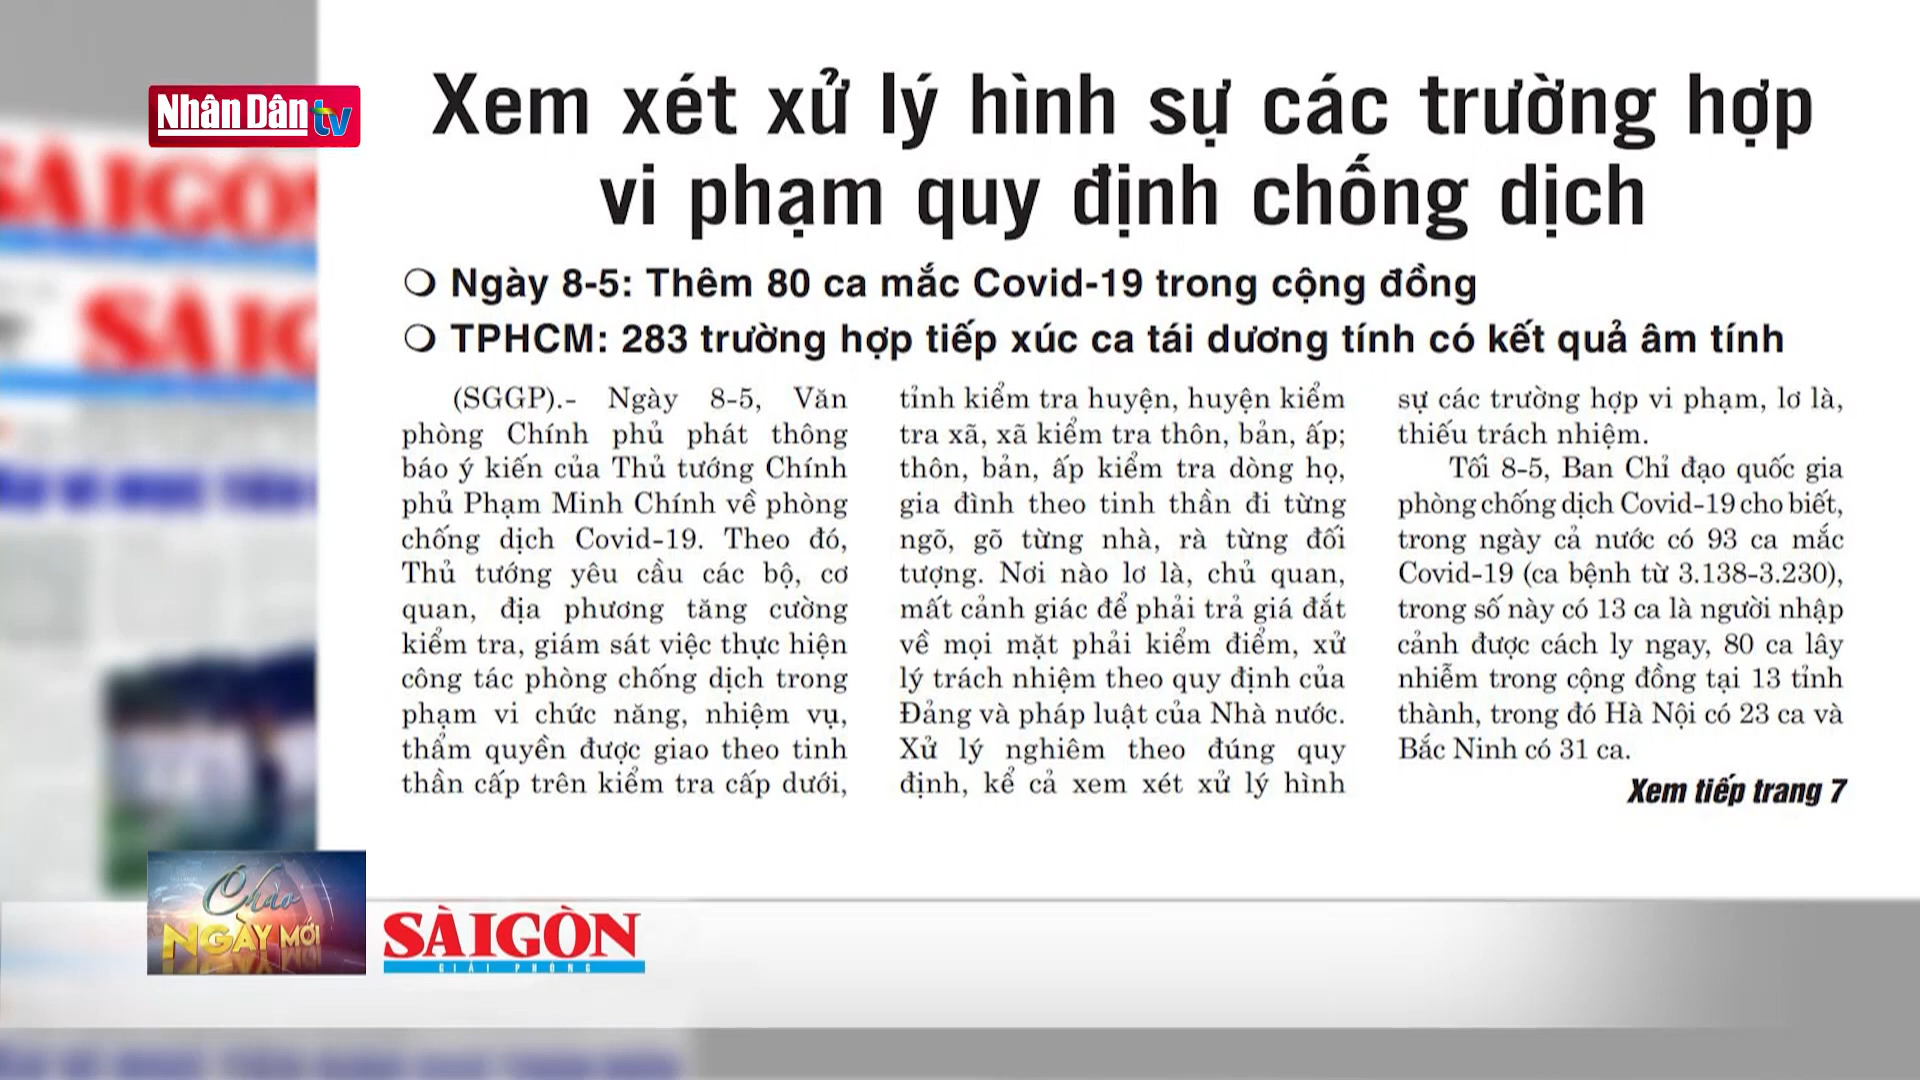 Nhân Dân tv
Xem xét xử lý hình sự các trường hợp
vi phạm quy định chống dịch
❍ Ngày 8-5: Thêm 80 ca mắc Covid-19 trong cộng đồng
❍ TPHCM: 283 trường hợp tiếp xúc ca tái dương tính có kết quả âm tính
(SGGP).- Ngày 8-5, Văn
phòng Chính phủ phát thông
báo ý kiến của Thủ tướng Chính
phủ Phạm Minh Chính về phòng
chống dịch Covid-19. Theo đó,
Thủ tướng yêu cầu các bộ, cơ
quan, địa phương tăng cường
kiểm tra, giám sát việc thực hiện
công tác phòng chống dịch trong
phạm vi chức năng, nhiệm vụ,
thẩm quyền được giao theo tinh
thần cấp trên kiểm tra cấp dưới,
tỉnh kiểm tra huyện, huyện kiểm
tra xã, xã kiểm tra thôn, bản, ấp;
thôn, bản, ấp kiểm tra dòng họ,
gia đình theo tinh thần đi từng
ngõ, gõ từng nhà, rà từng đối
tượng. Nơi nào lơ là, chủ quan,
mất cảnh giác để phải trả giá đắt
về mọi mặt phải kiểm điểm, xử
lý trách nhiệm theo quy định của
Đảng và pháp luật của Nhà nước.
Xử lý nghiêm theo đúng quy
định, kể cả xem xét xử lý hình
sự các trường hợp vi phạm, lơ là,
thiếu trách nhiệm.
Tối 8-5, Ban Chỉ đạo quốc gia
phòng chống dịch Covid-19 cho biết,
trong ngày cả nước có 93 ca mắc
Covid-19 (ca bệnh từ 3.138-3.230),
trong số này có 13 ca là người nhập
cảnh được cách ly ngay, 80 ca lây
nhiễm trong cộng đồng tại 13 tỉnh
thành, trong đó Hà Nội có 23 ca và
Bắc Ninh có 31 ca.
Xem tiếp trang 7
SÀIGÒN
SÀIG
Chào
NGÀY MỚI
SÀIGÒN
GIẢI PHÓNG